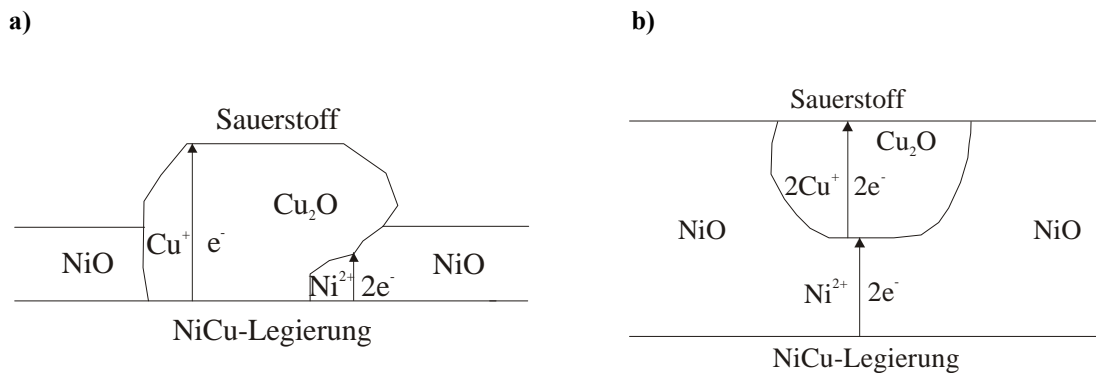 a)
Sauerstoff
Cu₂O
Cu⁺ e⁻
NiO
Ni²⁺ 2e⁻
NiO
NiCu-Legierung
b)
Sauerstoff
Cu₂O
2Cu⁺ 2e⁻
NiO
NiO
Ni²⁺ 2e⁻
NiCu-Legierung